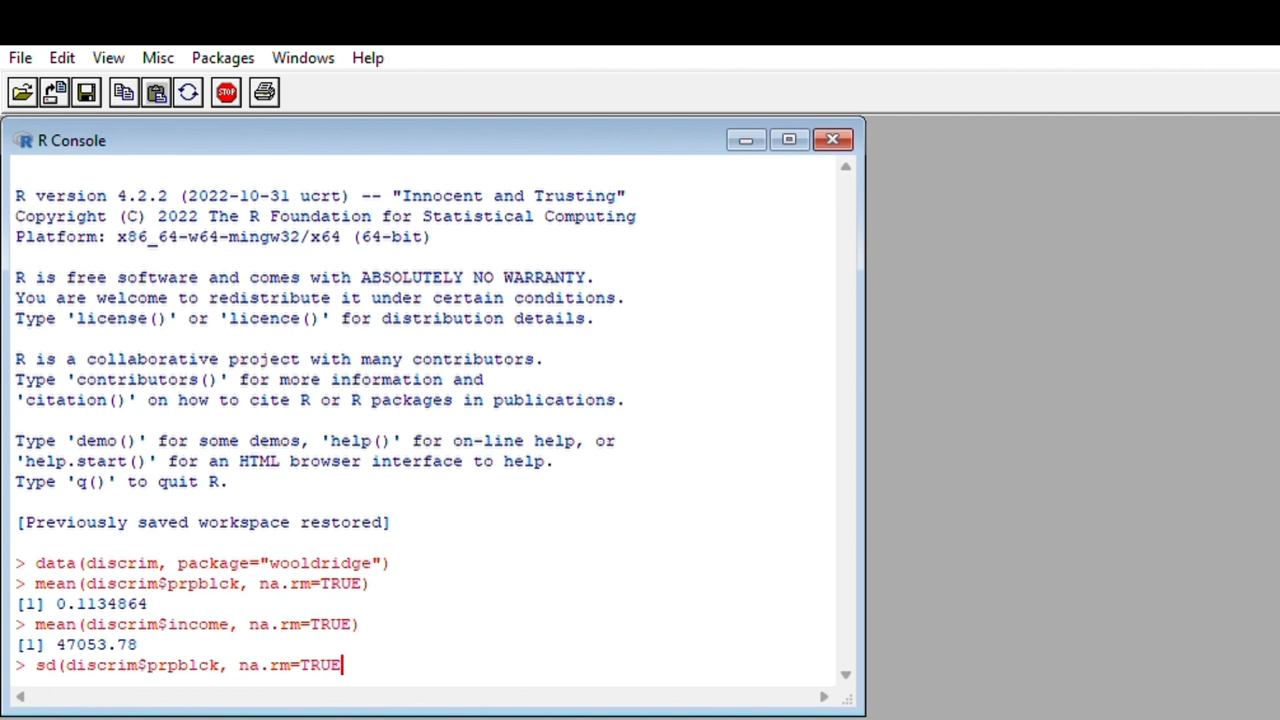 File Edit View Misc Packages Windows Help
STOP
R Console
R version 4.2.2 (2022-10-31 ucrt) -- "Innocent and Trusting"
Copyright (C) 2022 The R Foundation for Statistical Computing
Platform: x86_64-w64-mingw32/x64 (64-bit)
R is free software and comes with ABSOLUTELY NO WARRANTY.
You are welcome to redistribute it under certain conditions.
Type 'license()' or 'licence()' for distribution details.
R is a collaborative project with many contributors.
Type 'contributors()' for more information and
'citation()' on how to cite R or R packages in publications.
Type 'demo()' for some demos, 'help()' for on-line help, or
'help.start()' for an HTML browser interface to help.
Type 'q()' to quit R.
[Previously saved workspace restored]
> data(discrim, package="wooldridge")
> mean(discrim$prpblck, na.rm=TRUE)
[1] 0.1134864
> mean(discrim$income, na.rm=TRUE)
[1] 47053.78
> sd(discrim$prpblck, na.rm=TRUE